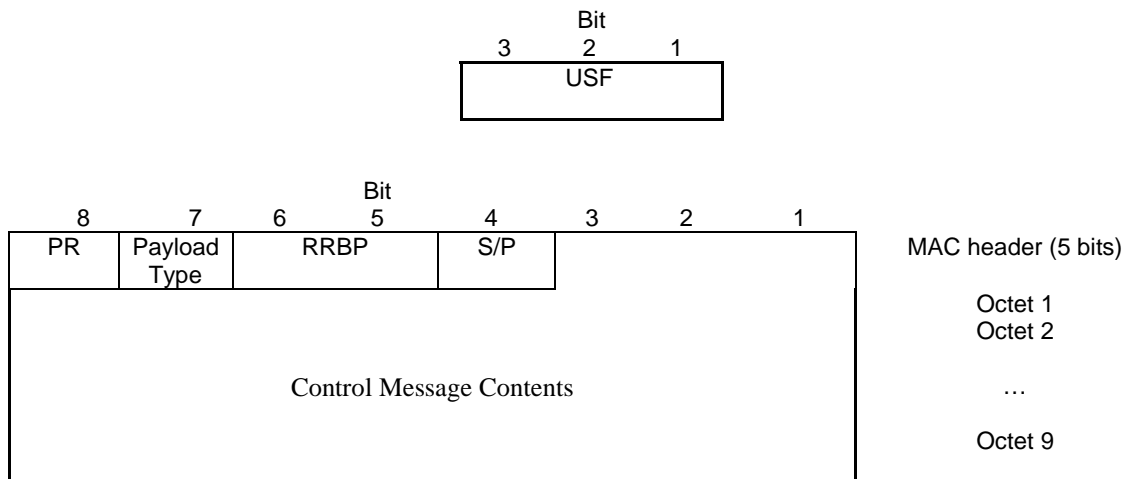 Bit
3 2 1
USF
Bit
8 7 6 5 4 3 2 1
PR Payload Type RRBP S/P MAC header (5 bits)
Octet 1
Octet 2
Control Message Contents …
Octet 9